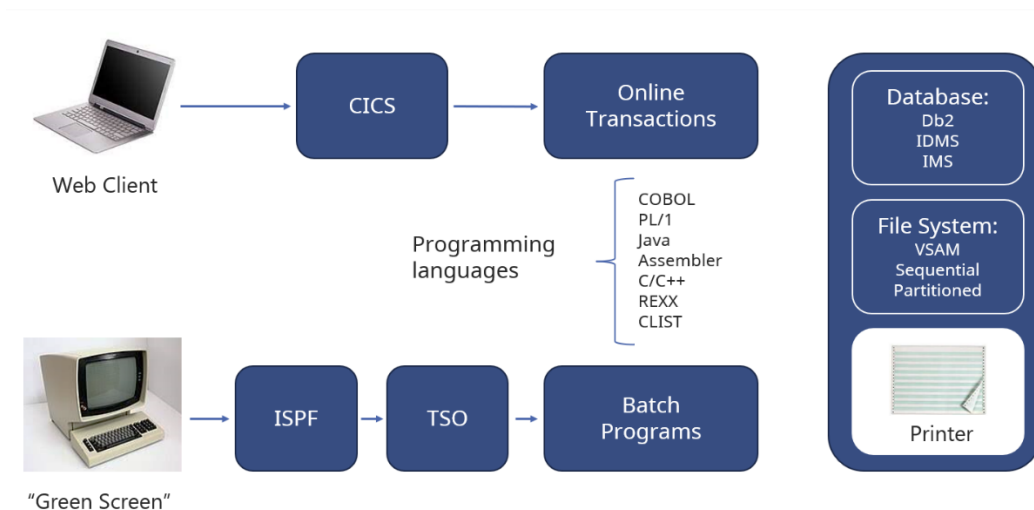 Web Client
CICS
Online
Transactions
Programming
languages
COBOL
PL/1
Java
Assembler
C/C++
REXX
CLIST
"Green Screen"
ISPF
TSO
Batch
Programs
Database:
Db2
IDMS
IMS
File System:
VSAM
Sequential
Partitioned
Printer